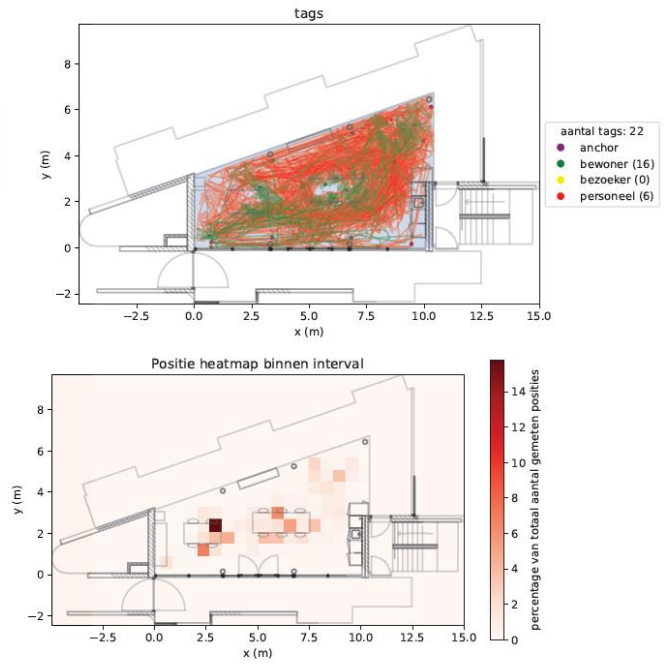 tags
8
6
4
2
0
−2
y (m)
−2.5 0.0 2.5 5.0 7.5 10.0 12.5 15.0
x (m)
aantal tags: 22
anchor
bewoner (16)
bezoeker (0)
personeel (6)
Positie heatmap binnen interval
8
6
4
2
0
−2
y (m)
0.0 2.5 5.0 7.5 10.0 12.5 15.0
x (m)
14
12
10
8
6
4
2
0
percentage van totaal aantal gemeten posities